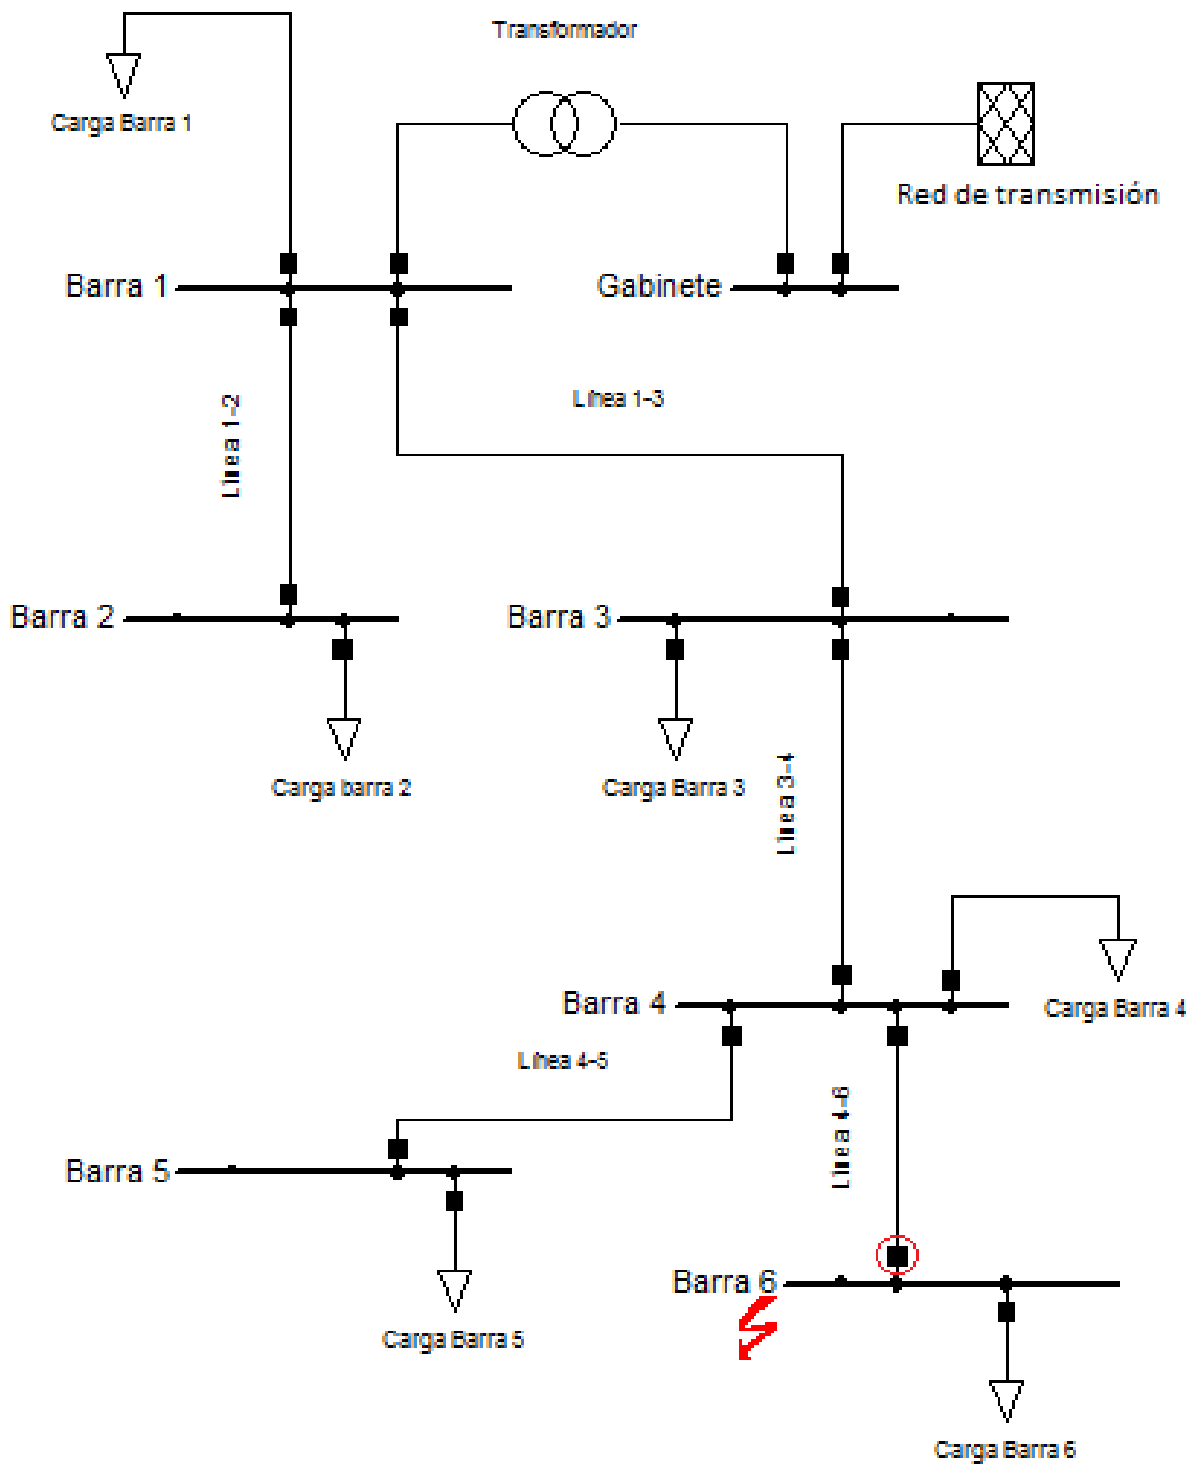 Transformador
Carga Barra 1
Red de transmisión
Barra 1
Gabinete
Línea 1-2
Línea 1-3
Barra 2
Barra 3
Carga barra 2
Carga Barra 3
Línea 3-4
Barra 4
Carga Barra 4
Línea 4-5
Línea 4-6
Barra 5
Barra 6
Carga Barra 5
Carga Barra 6